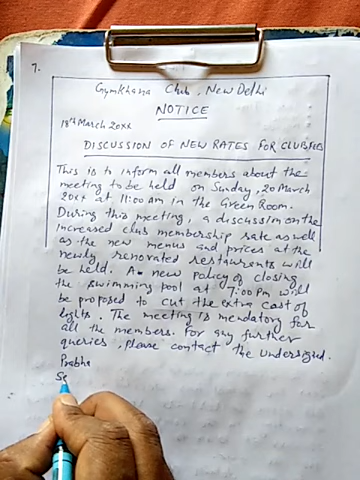 7.
Gymkhana Club, New Delhi
NOTICE
18th March 20xx
DISCUSSION OF NEW RATES FOR CLUB FEES
This is to inform all members about the
meeting to be held on Sunday, 20 March
20xx at 11:00 am in the Green Room.
During this meeting, a discussion on the
increased club membership rate as well
as the new menus and prices at the
newly renovated restaurants will
be held. A new policy of closing
the swimming pool at 7:00 Pm will
be proposed to cut the extra cost of
lights. The meeting is mendatory for
all the members. For any further
queries, please contact the undersigned.
Prabha
Se